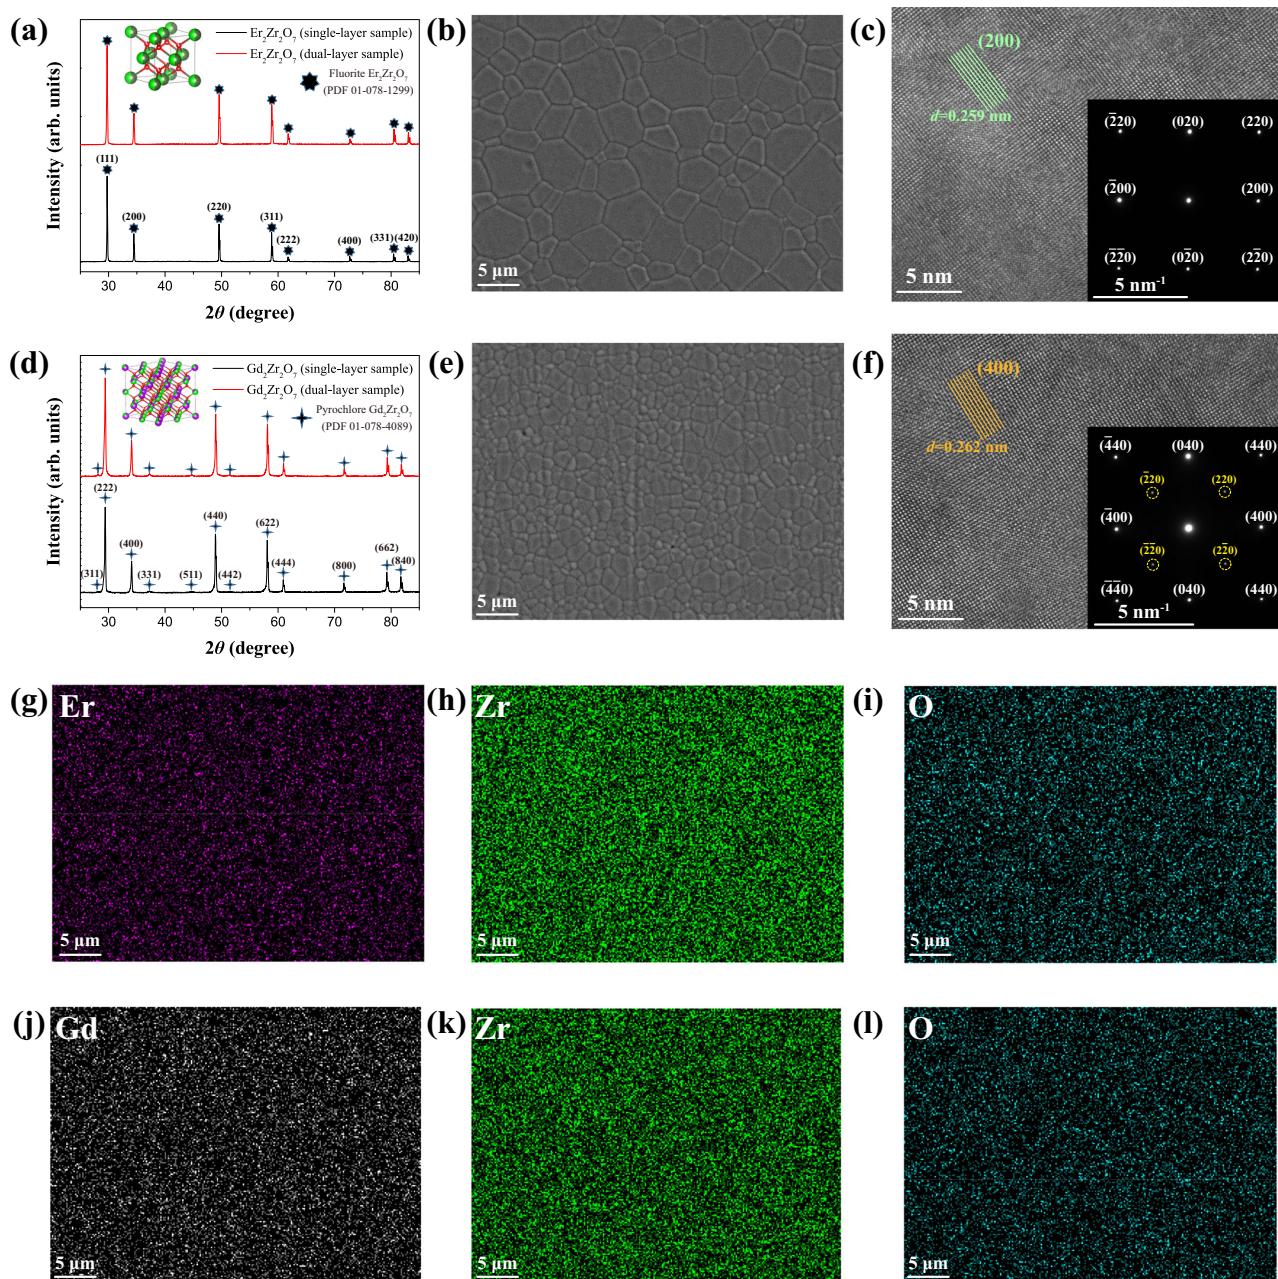 (a)
Er₂Zr₂O₇ (single-layer sample)
Er₂Zr₂O₇ (dual-layer sample)
Fluorite Er₂Zr₂O₇
(PDF 01-078-1299)
Intensity (arb. units)
(111)
(200)
(220)
(311)
(222)
(400)
(331)
(420)
30
40
50
60
70
80
2θ (degree)
(b)
5 μm
(c)
(200)
d=0.259 nm
5 nm
(2̅20)
(020)
(220)
(2̅00)
(200)
(2̅2̅0)
(02̅0)
(22̅0)
5 nm⁻¹
(d)
Gd₂Zr₂O₇ (single-layer sample)
Gd₂Zr₂O₇ (dual-layer sample)
Pyrochlore Gd₂Zr₂O₇
(PDF 01-078-4089)
Intensity (arb. units)
(311)
(222)
(400)
(331)
(511)
(440)
(442)
(622)
(444)
(800)
(662)
(840)
30
40
50
60
70
80
2θ (degree)
(e)
5 μm
(f)
(400)
d=0.262 nm
5 nm
(4̅40)
(040)
(440)
(2̅20)
(220)
(4̅00)
(400)
(2̅2̅0)
(22̅0)
(4̅4̅0)
(040)
(440)
5 nm⁻¹
(g)
Er
5 μm
(h)
Zr
5 μm
(i)
O
5 μm
(j)
Gd
5 μm
(k)
Zr
5 μm
(l)
O
5 μm